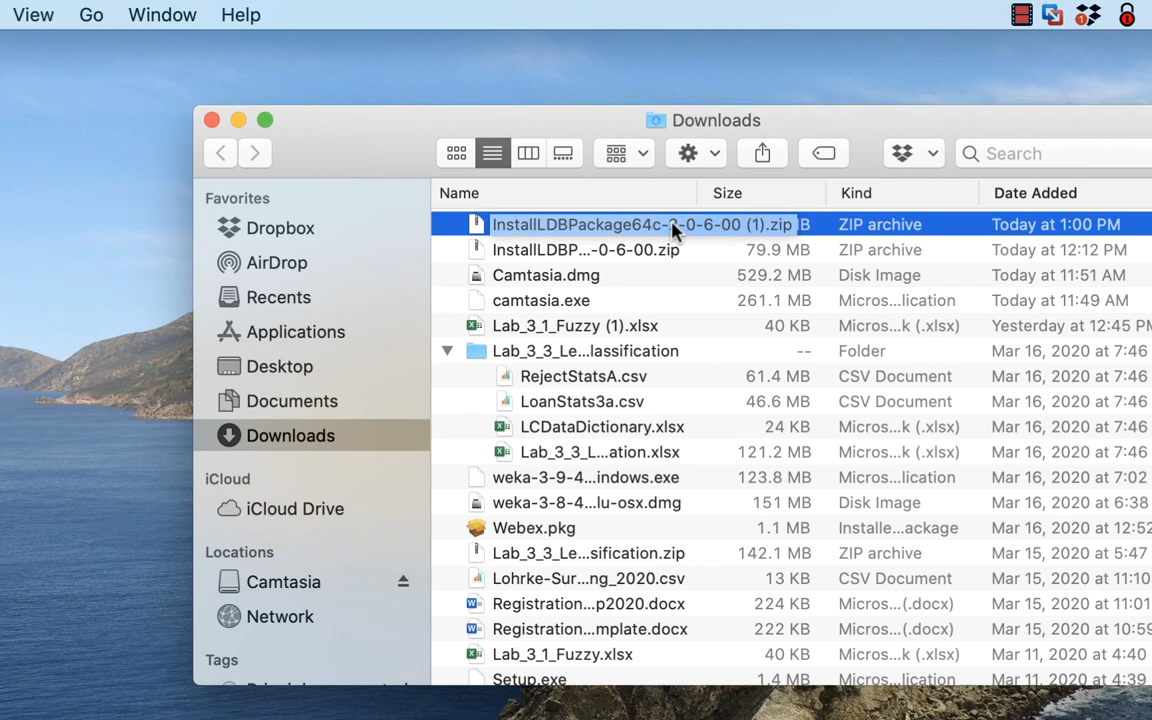 View Go Window Help
Downloads
Search
Favorites
Dropbox
AirDrop
Recents
Applications
Desktop
Documents
Downloads
iCloud
iCloud Drive
Locations
Camtasia
Network
Tags
Name Size Kind Date Added
InstallLDBPackage64c-2-0-6-00 (1).zip B ZIP archive Today at 1:00 PM
InstallLDBP...-0-6-00.zip 79.9 MB ZIP archive Today at 12:12 PM
Camtasia.dmg 529.2 MB Disk Image Today at 11:51 AM
camtasia.exe 261.1 MB Micros...lication Today at 11:49 AM
Lab_3_1_Fuzzy (1).xlsx 40 KB Micros...k (.xlsx) Yesterday at 12:45 PM
Lab_3_3_Le...lassification -- Folder Mar 16, 2020 at 7:46
RejectStatsA.csv 61.4 MB CSV Document Mar 16, 2020 at 7:46
LoanStats3a.csv 46.6 MB CSV Document Mar 16, 2020 at 7:46
LCDataDictionary.xlsx 24 KB Micros...k (.xlsx) Mar 16, 2020 at 7:46
Lab_3_3_L...ation.xlsx 121.2 MB Micros...k (.xlsx) Mar 16, 2020 at 7:46
weka-3-9-4...indows.exe 123.8 MB Micros...lication Mar 16, 2020 at 7:02
weka-3-8-4...lu-osx.dmg 151 MB Disk Image Mar 16, 2020 at 6:38
Webex.pkg 1.1 MB Installe...ackage Mar 16, 2020 at 12:52
Lab_3_3_Le...sification.zip 142.1 MB ZIP archive Mar 15, 2020 at 5:47
Lohrke-Sur...ng_2020.csv 13 KB CSV Document Mar 15, 2020 at 11:10
Registration...p2020.docx 224 KB Micros...(.docx) Mar 15, 2020 at 11:01
Registration...mplate.docx 222 KB Micros...(.docx) Mar 15, 2020 at 10:59
Lab_3_1_Fuzzy.xlsx 40 KB Micros...k (.xlsx) Mar 11, 2020 at 4:40
Setup.exe 1.4 MB Micros...lication Mar 11, 2020 at 4:39